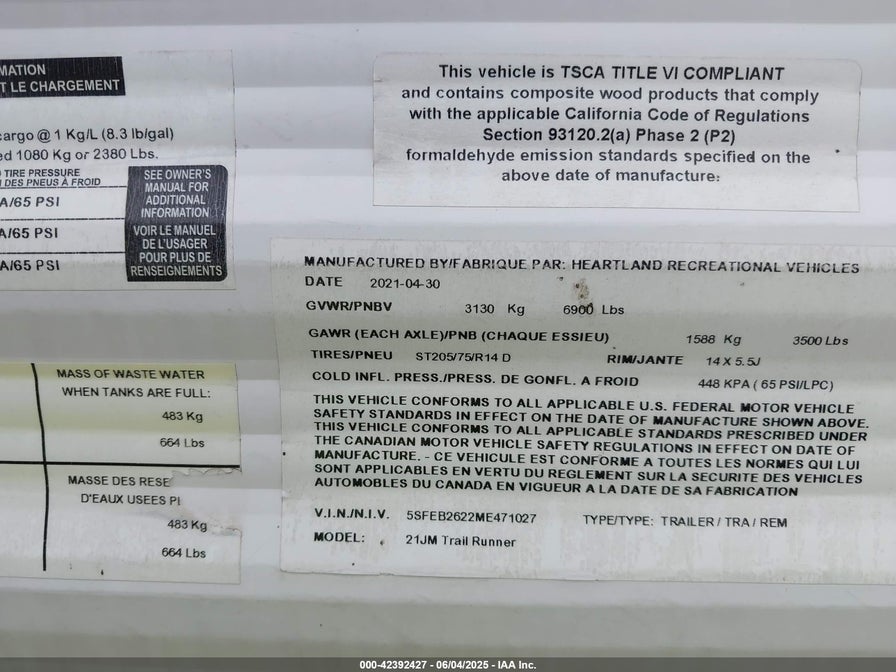 MATION
T LE CHARGEMENT
cargo @ 1 Kg/L (8.3 lb/gal)
ed 1080 Kg or 2380 Lbs.
TIRE PRESSURE
DES PNEUS À FROID
A/65 PSI
A/65 PSI
A/65 PSI
SEE OWNER'S
MANUAL FOR
ADDITIONAL
INFORMATION
VOIR LE MANUEL
DE L'USAGER
POUR PLUS DE
RENSEIGNEMENTS
This vehicle is TSCA TITLE VI COMPLIANT
and contains composite wood products that comply
with the applicable California Code of Regulations
Section 93120.2(a) Phase 2 (P2)
formaldehyde emission standards specified on the
above date of manufacture:
MANUFACTURED BY/FABRIQUE PAR: HEARTLAND RECREATIONAL VEHICLES
DATE 2021-04-30
GVWR/PNBV 3130 Kg 6900 Lbs
GAWR (EACH AXLE)/PNB (CHAQUE ESSIEU) 1588 Kg 3500 Lbs
TIRES/PNEU ST205/75/R14 D RIM/JANTE 14 X 5.5J
COLD INFL. PRESS./PRESS. DE GONFL. A FROID 448 KPA ( 65 PSI/LPC)
THIS VEHICLE CONFORMS TO ALL APPLICABLE U.S. FEDERAL MOTOR VEHICLE
SAFETY STANDARDS IN EFFECT ON THE DATE OF MANUFACTURE SHOWN ABOVE.
THIS VEHICLE CONFORMS TO ALL APPLICABLE STANDARDS PRESCRIBED UNDER
THE CANADIAN MOTOR VEHICLE SAFETY REGULATIONS IN EFFECT ON DATE OF
MANUFACTURE. - CE VEHICULE EST CONFORME A TOUTES LES NORMES QUI LUI
SONT APPLICABLES EN VERTU DU REGLEMENT SUR LA SECURITE DES VEHICLES
AUTOMOBILES DU CANADA EN VIGUEUR A LA DATE DE SA FABRICATION
V.I.N./N.I.V. 5SFEB2622ME471027 TYPE/TYPE: TRAILER / TRA / REM
MODEL: 21JM Trail Runner
MASS OF WASTE WATER
WHEN TANKS ARE FULL:
483 Kg
664 Lbs
MASSE DES RESE
D'EAUX USEES PI
483 Kg
664 Lbs
000-42392427 - 06/04/2025 - IAA Inc.